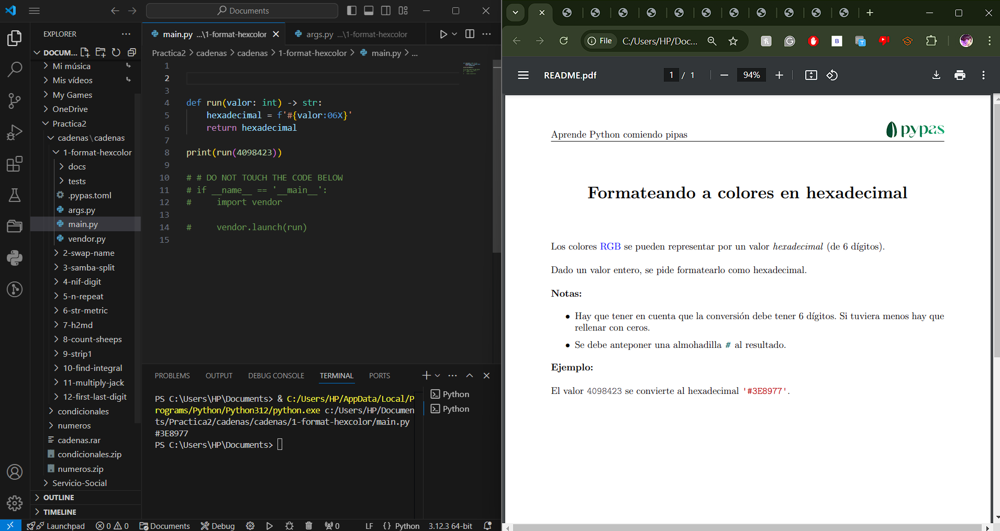 Documents
EXPLORER
DOCUM...
Mi música
Mis vídeos
My Games
OneDrive
Practica2
cadenas\cadenas
1-format-hexcolor
docs
tests
.pypas.toml
args.py
main.py
vendor.py
2-swap-name
3-samba-split
4-nif-digit
5-n-repeat
6-str-metric
7-h2md
8-count-sheeps
9-strip1
10-find-integral
11-multiply-jack
12-first-last-digit
condicionales
numeros
cadenas.rar
condicionales.zip
numeros.zip
Servicio-Social
OUTLINE
TIMELINE
main.py ...\1-format-hexcolor
args.py ...\1-format-hexcolor
Practica2 > cadenas > cadenas > 1-format-hexcolor > main.py > ...
1
2
3
4 def run(valor: int) -> str:
5     hexadecimal = f'#{valor:06X}'
6     return hexadecimal
7
8 print(run(4098423))
9
10 # # DO NOT TOUCH THE CODE BELOW
11 # if __name__ == '__main__':
12 #     import vendor
13
14 #     vendor.launch(run)
15
PROBLEMS OUTPUT DEBUG CONSOLE TERMINAL PORTS
PS C:\Users\HP\Documents> & C:/Users/HP/AppData/Local/P
rograms/Python/Python312/python.exe c:/Users/HP/Documen
ts/Practica2/cadenas/cadenas/1-format-hexcolor/main.py
#3E8977
PS C:\Users\HP\Documents>
Python
Python
Launchpad 0 0 Documents Debug 0 LF {} Python 3.12.3 64-bit
File C:/Users/HP/Doc...
README.pdf 1 / 1 94%
Aprende Python comiendo pipas
pypas
Formateando a colores en hexadecimal
Los colores RGB se pueden representar por un valor hexadecimal (de 6 dígitos).
Dado un valor entero, se pide formatearlo como hexadecimal.
Notas:
• Hay que tener en cuenta que la conversión debe tener 6 dígitos. Si tuviera menos hay que
rellenar con ceros.
• Se debe anteponer una almohadilla # al resultado.
Ejemplo:
El valor 4098423 se convierte al hexadecimal '#3E8977'.